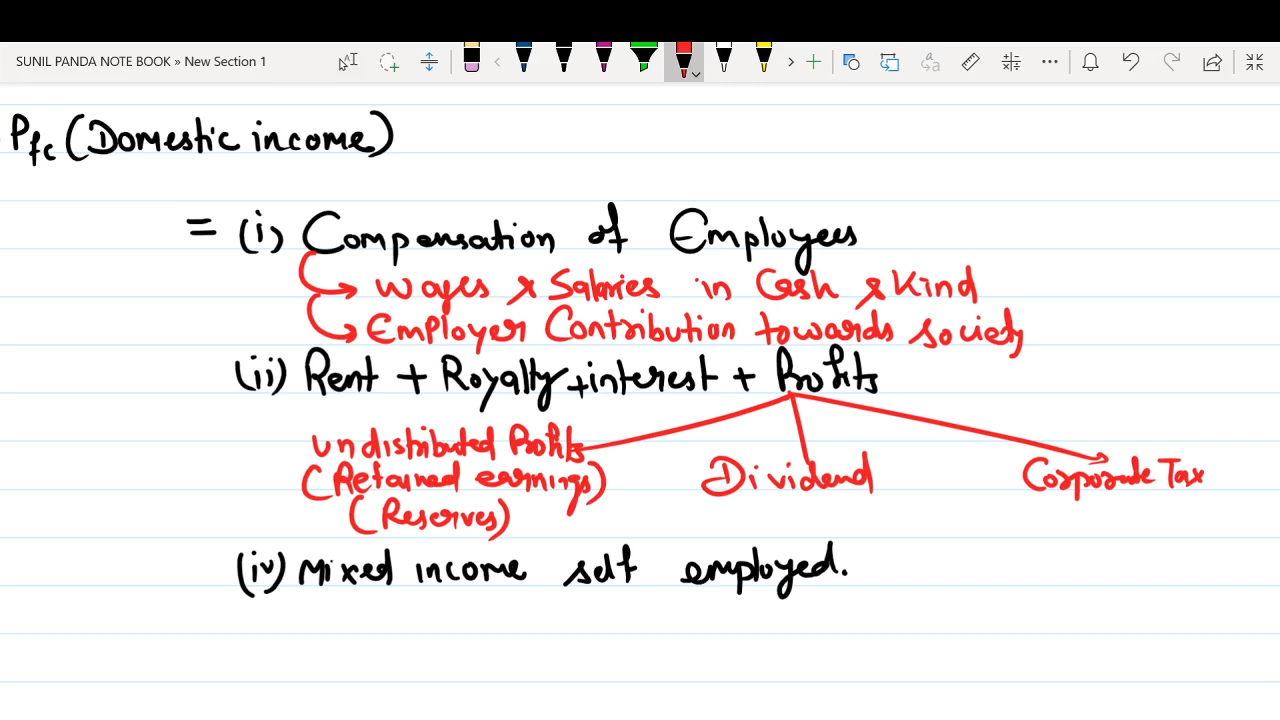 SUNIL PANDA NOTE BOOK » New Section 1
Pfc (Domestic income)
= (i) Compensation of Employees
→ Wages & Salaries in Cash & Kind
→ Employer Contribution towards society
(ii) Rent + Royalty + interest + Profits
undistributed Profits
(Retained earnings) Dividend Corporate Tax
(Reserves)
(iv) Mixed income self employed.